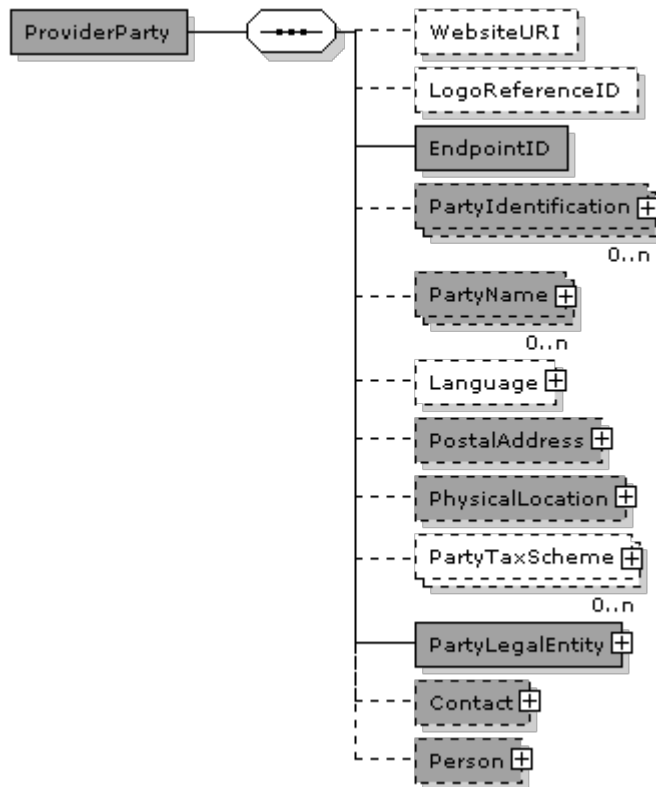 ProviderParty
WebsiteURI
LogoReferenceID
EndpointID
PartyIdentification
0..n
PartyName
0..n
Language
PostalAddress
PhysicalLocation
PartyTaxScheme
0..n
PartyLegalEntity
Contact
Person